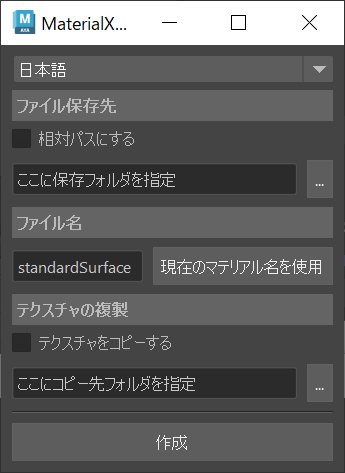 MaterialX...
日本語
ファイル保存先
相対パスにする
ここに保存フォルダを指定
...
ファイル名
standardSurface
現在のマテリアル名を使用
テクスチャの複製
テクスチャをコピーする
ここにコピー先フォルダを指定
...
作成